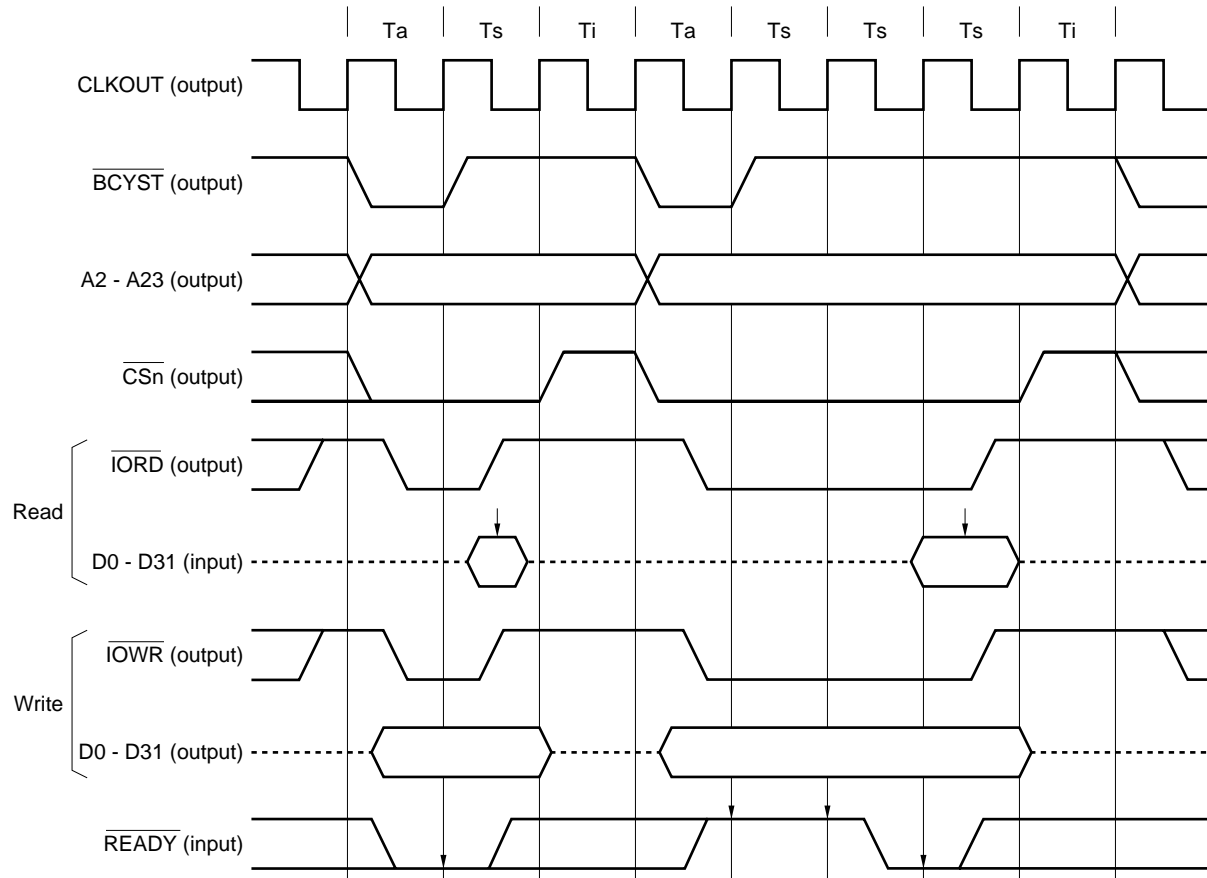 Ta Ts Ti Ta Ts Ts Ts Ti
CLKOUT (output)
BCYST (output)
A2 - A23 (output)
CSn (output)
IORD (output)
Read
D0 - D31 (input)
IOWR (output)
Write
D0 - D31 (output)
READY (input)